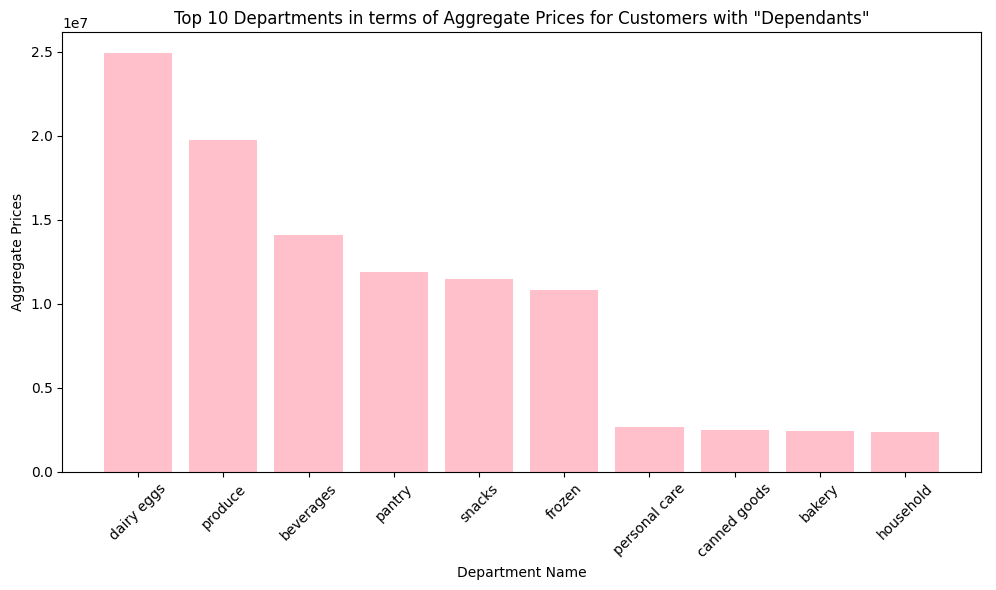 Top 10 Departments in terms of Aggregate Prices for Customers with "Dependants"
1e7
2.5
2.0
1.5
1.0
0.5
0.0
Aggregate Prices
dairy eggs
produce
beverages
pantry
snacks
frozen
personal care
canned goods
bakery
household
Department Name